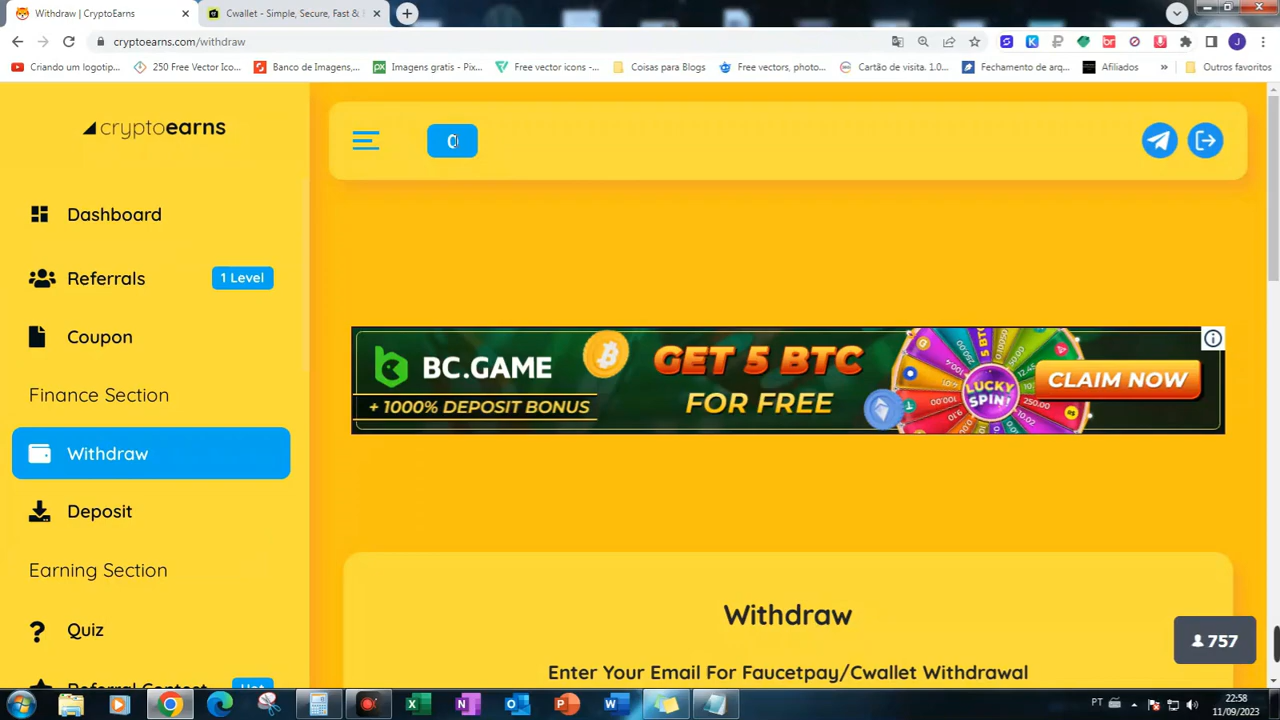 Withdraw | CryptoEarns
Cwallet - Simple, Secure, Fast &
cryptoearns.com/withdraw
Criando um logotip...
250 Free Vector Ico...
Banco de Imagens,...
Imagens gratis - Pix...
Free vector icons -...
Coisas para Blogs
Free vectors, photo...
Cartão de visita. 1.0...
Fechamento de arq...
Afiliados
»
Outros favoritos
cryptoearns
0
Dashboard
Referrals
1 Level
Coupon
Finance Section
Withdraw
Deposit
Earning Section
Quiz
Referral Contest
Hot
BC.GAME
+ 1000% DEPOSIT BONUS
GET 5 BTC
FOR FREE
LUCKY
SPIN!
CLAIM NOW
Withdraw
Enter Your Email For Faucetpay/Cwallet Withdrawal
757
PT
22:58
11/09/2023